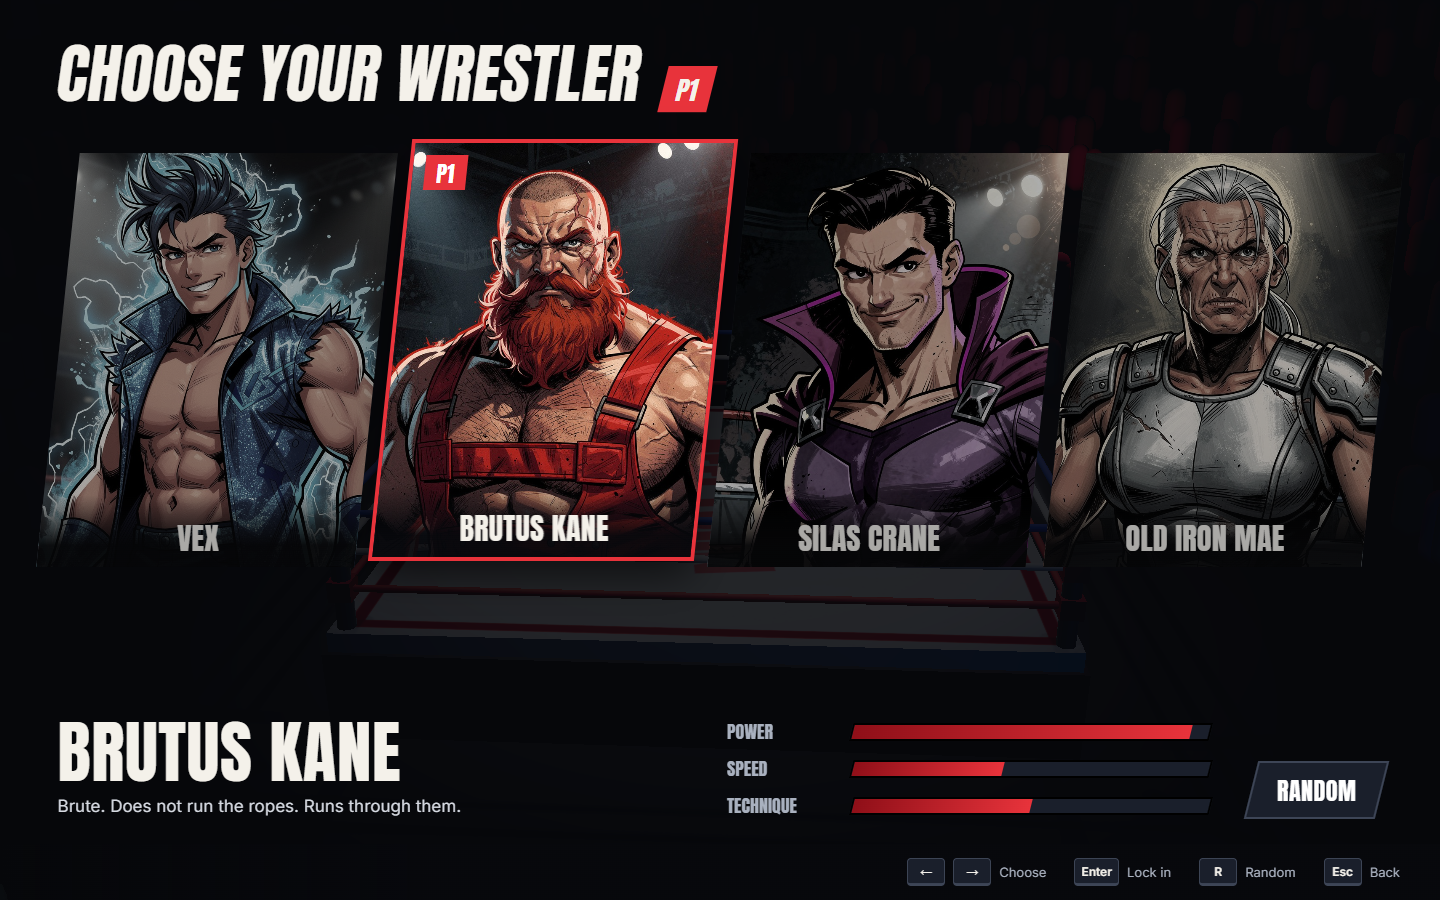 CHOOSE YOUR WRESTLER P1
P1
VEX
BRUTUS KANE
SILAS CRANE
OLD IRON MAE
BRUTUS KANE
Brute. Does not run the ropes. Runs through them.
POWER
SPEED
TECHNIQUE
RANDOM
← → Choose Enter Lock in R Random Esc Back